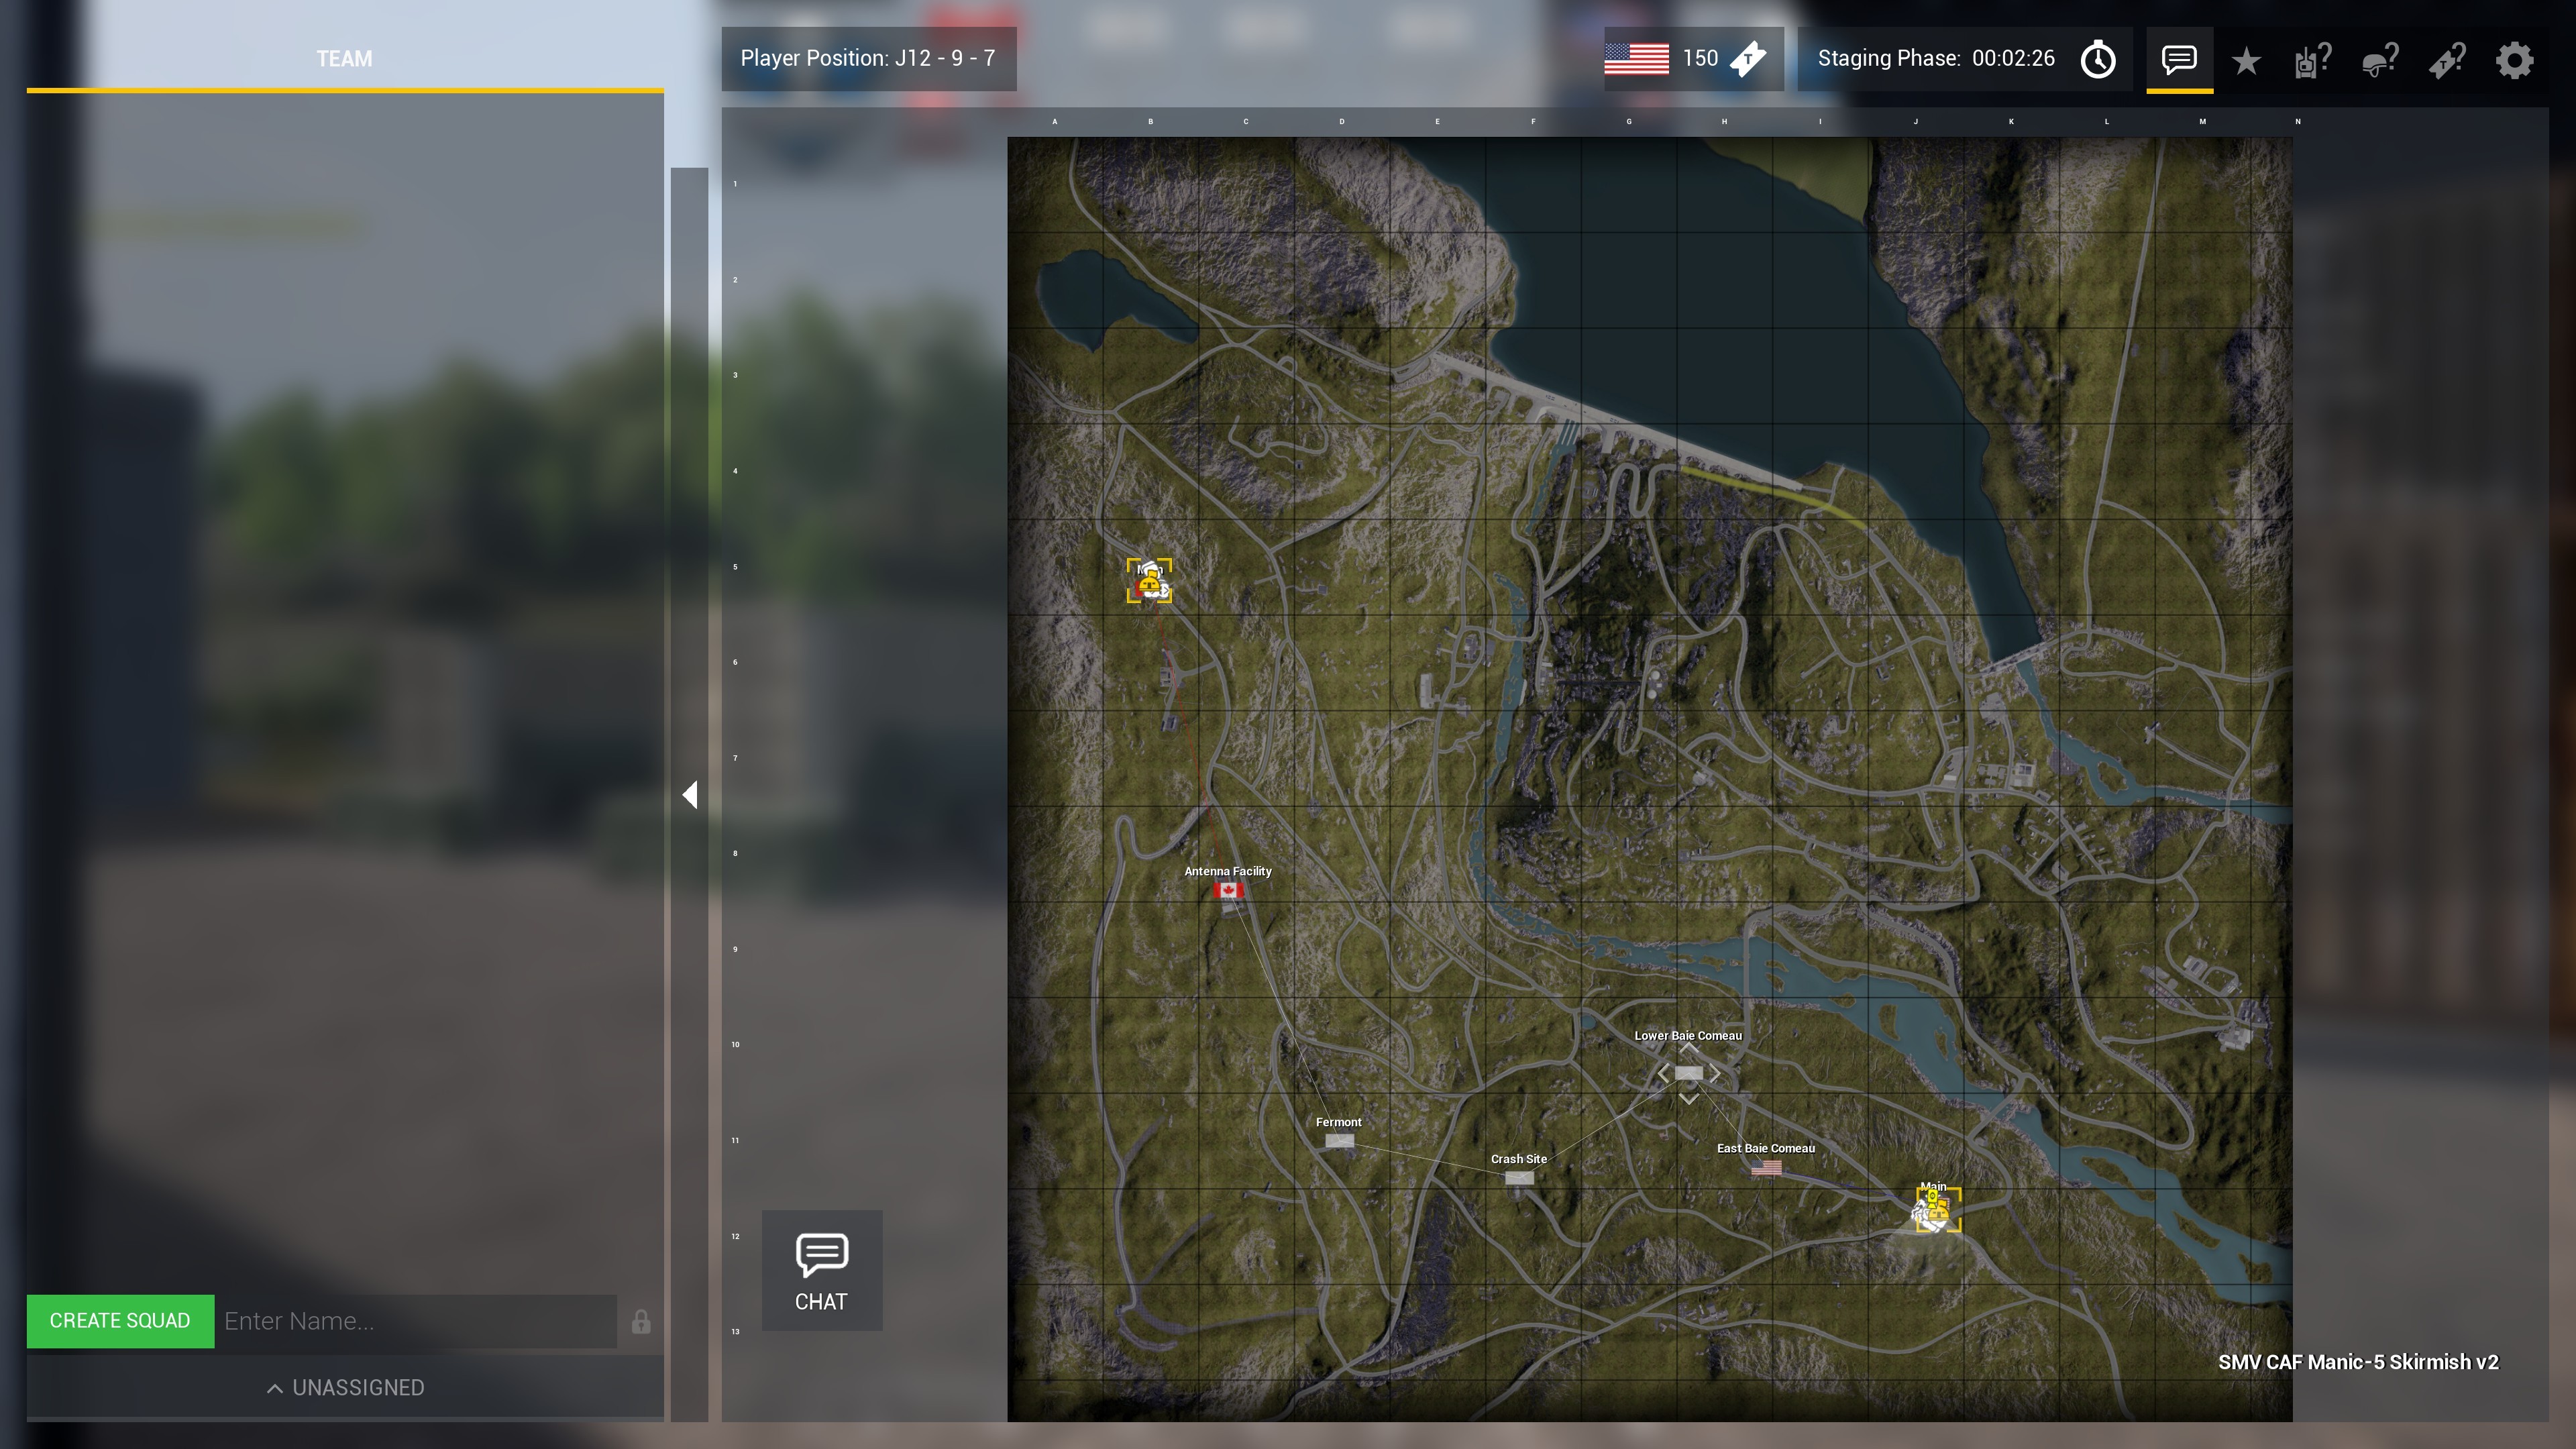 TEAM
Player Position: J12 - 9 - 7
150
T
Staging Phase: 00:02:26
?
?
T?
A B C D E F G H I J K L M N
1
2
3
4
5
6
7
8
9
10
11
12
13
Antenna Facility
Lower Baie Comeau
Fermont
East Baie Comeau
Crash Site
Main
CHAT
CREATE SQUAD
Enter Name...
UNASSIGNED
SMV CAF Manic-5 Skirmish v2